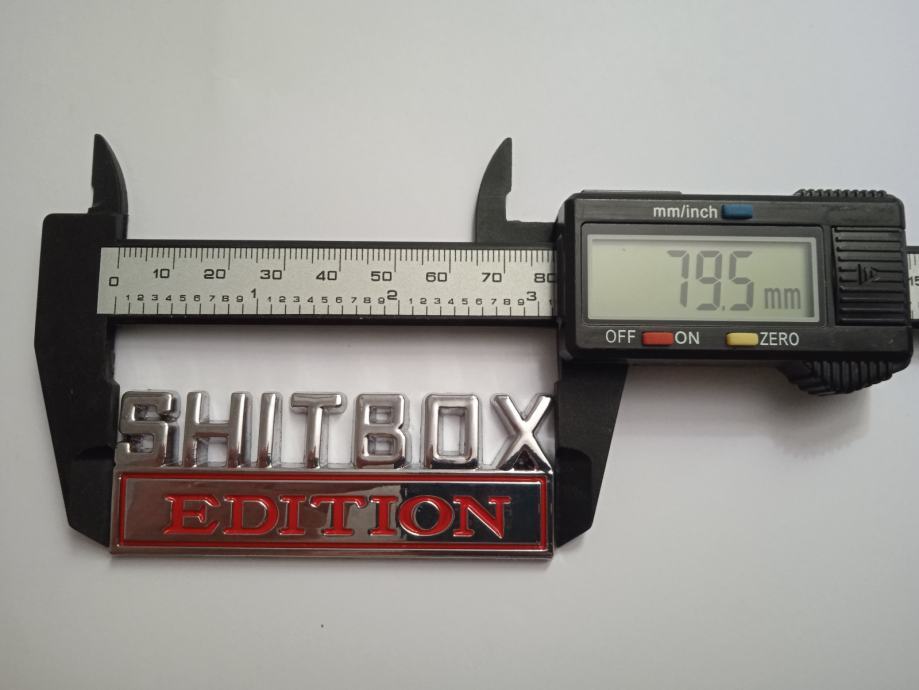 mm/inch
79.5 mm
OFF ON ZERO
0 10 20 30 40 50 60 70 80
1 2 3 4 5 6 7 8 9 1 1 2 3 4 5 6 7 8 9 2 1 2 3 4 5 6 7 8 9 3
SHITBOX
EDITION